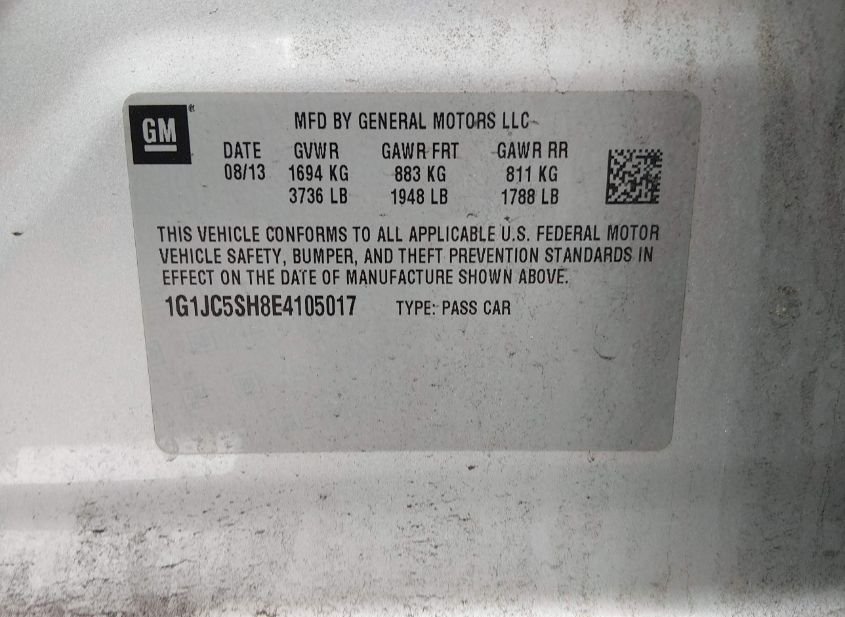 GM®
MFD BY GENERAL MOTORS LLC
DATE GVWR GAWR FRT GAWR RR
08/13 1694 KG 883 KG 811 KG
3736 LB 1948 LB 1788 LB
THIS VEHICLE CONFORMS TO ALL APPLICABLE U.S. FEDERAL MOTOR
VEHICLE SAFETY, BUMPER, AND THEFT PREVENTION STANDARDS IN
EFFECT ON THE DATE OF MANUFACTURE SHOWN ABOVE.
1G1JC5SH8E4105017 TYPE: PASS CAR